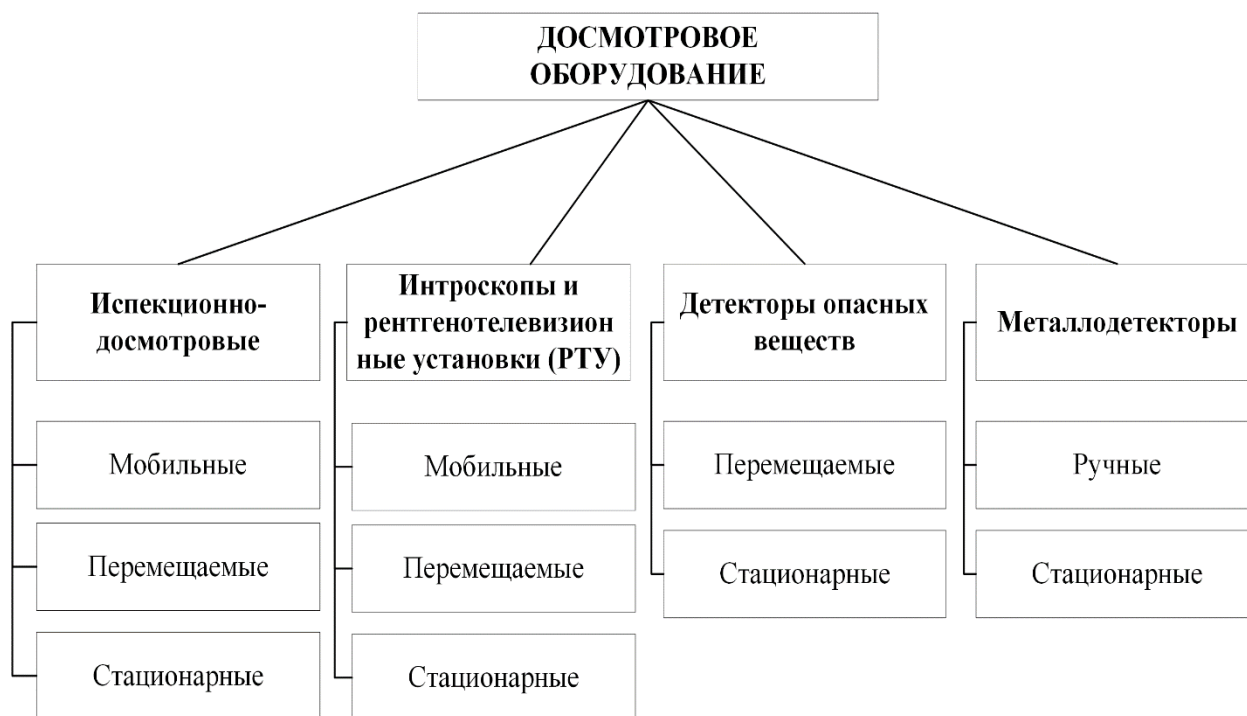 ДОСМОТРОВОЕ
ОБОРУДОВАНИЕ
Испекционно-
досмотровые
Мобильные
Перемещаемые
Стационарные
Интроскопы и
рентгенотелевизион
ные установки (РТУ)
Мобильные
Перемещаемые
Стационарные
Детекторы опасных
веществ
Перемещаемые
Стационарные
Металлодетекторы
Ручные
Стационарные